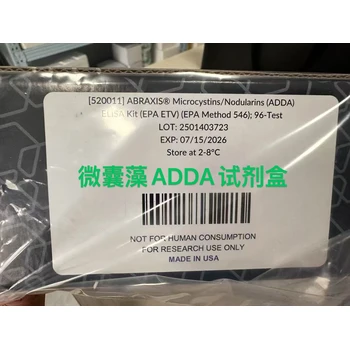 [520011] ABRAXIS® Microcystins/Nodularins (ADDA)
ELISA Kit (EPA ETV) (EPA Method 546); 96-Test
LOT: 2501403723
EXP: 07/15/2026
Store at 2-8°C
微囊藻ADDA试剂盒
NOT FOR HUMAN CONSUMPTION
FOR RESEARCH USE ONLY
MADE IN USA